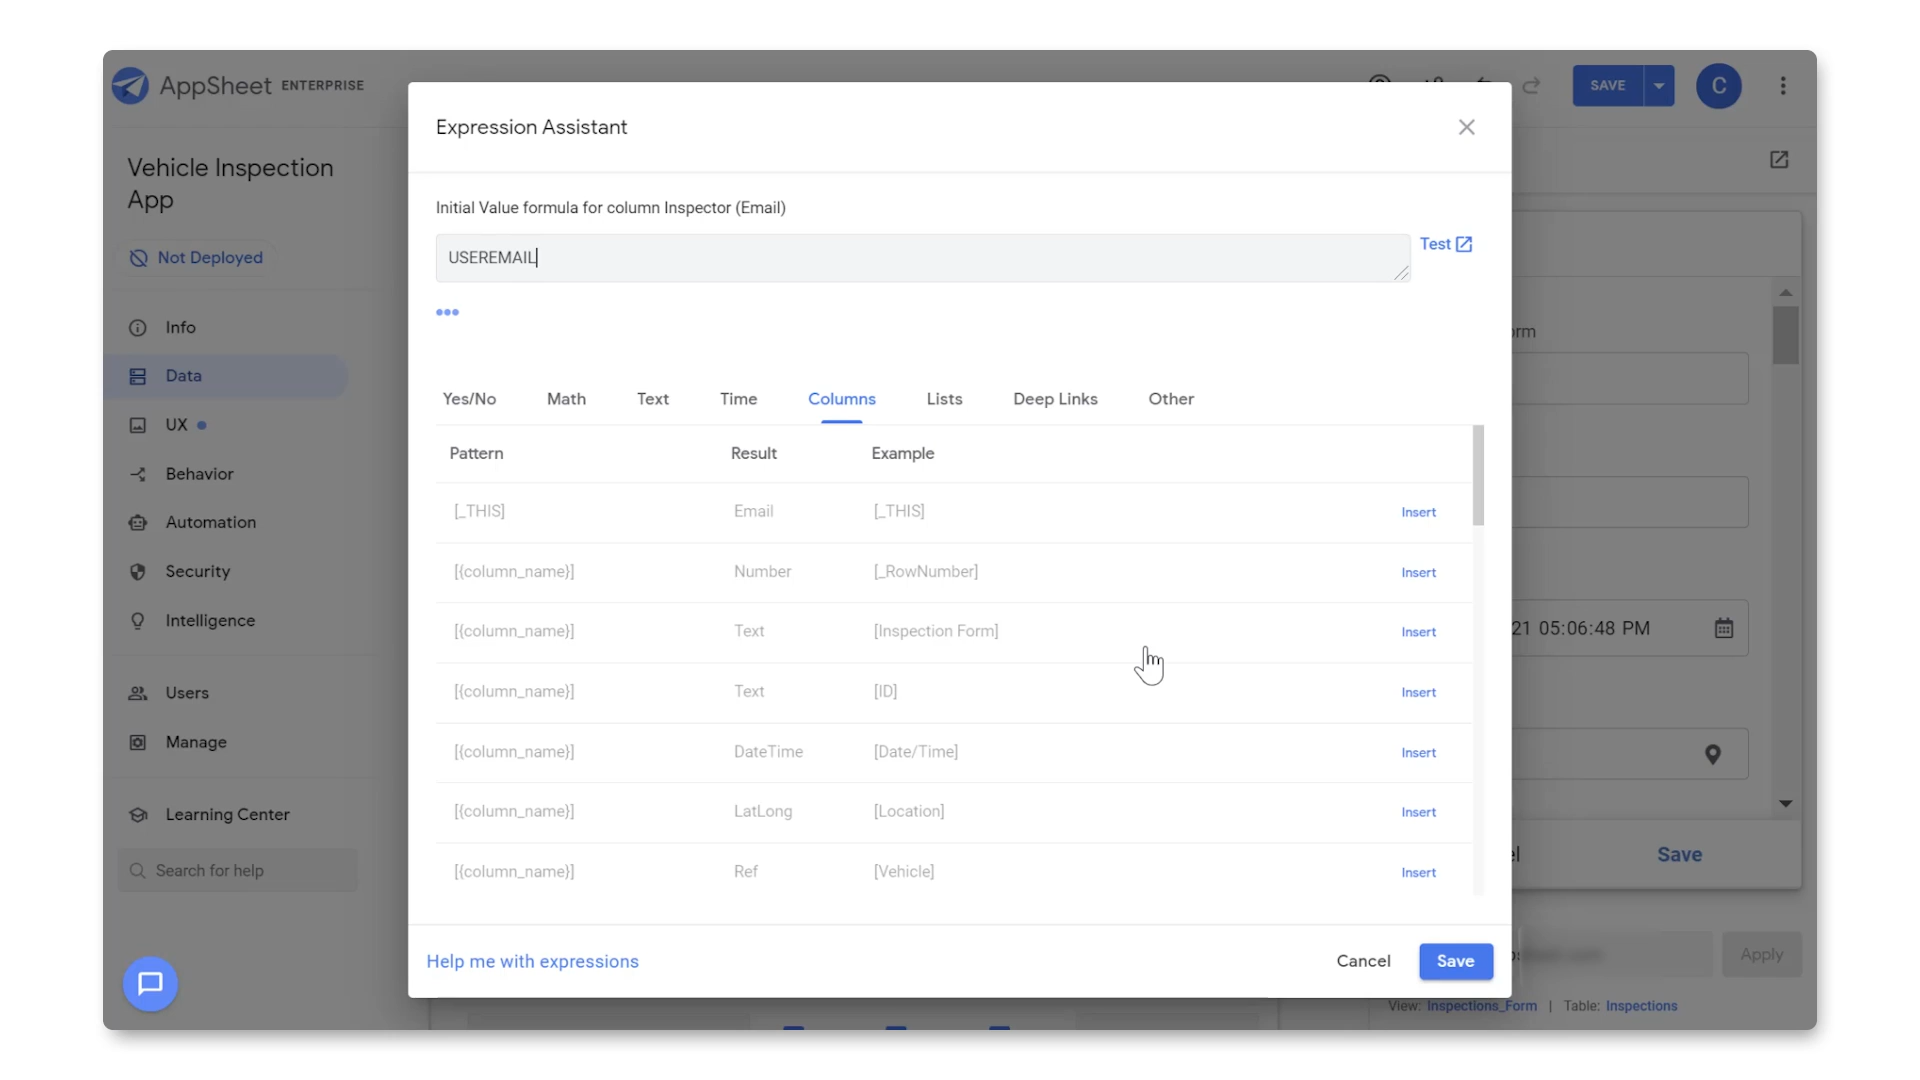 AppSheet ENTERPRISE
SAVE
C
Vehicle Inspection
App
Not Deployed
Info
Data
UX
Behavior
Automation
Security
Intelligence
Users
Manage
Learning Center
Search for help
Expression Assistant
Initial Value formula for column Inspector (Email)
USEREMAIL
Test
Yes/No Math Text Time Columns Lists Deep Links Other
Pattern Result Example
[_THIS] Email [_THIS] Insert
[{column_name}] Number [_RowNumber] Insert
[{column_name}] Text [Inspection Form] Insert
[{column_name}] Text [ID] Insert
[{column_name}] DateTime [Date/Time] Insert
[{column_name}] LatLong [Location] Insert
[{column_name}] Ref [Vehicle] Insert
Help me with expressions
Cancel Save
21 05:06:48 PM
Save
Apply
View: Inspections_Form | Table: Inspections